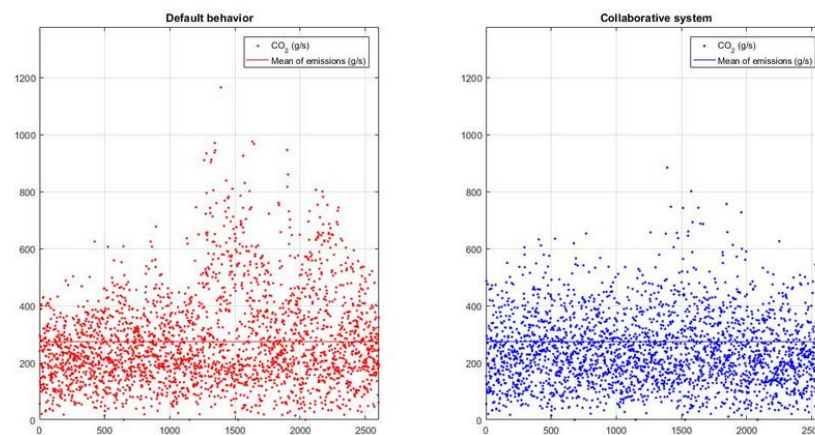 Default behavior
CO2 (g/s)
Mean of emissions (g/s)
1200
1000
800
600
400
200
0
0 500 1000 1500 2000 2500
Collaborative system
CO2 (g/s)
Mean of emissions (g/s)
1200
1000
800
600
400
200
0
0 500 1000 1500 2000